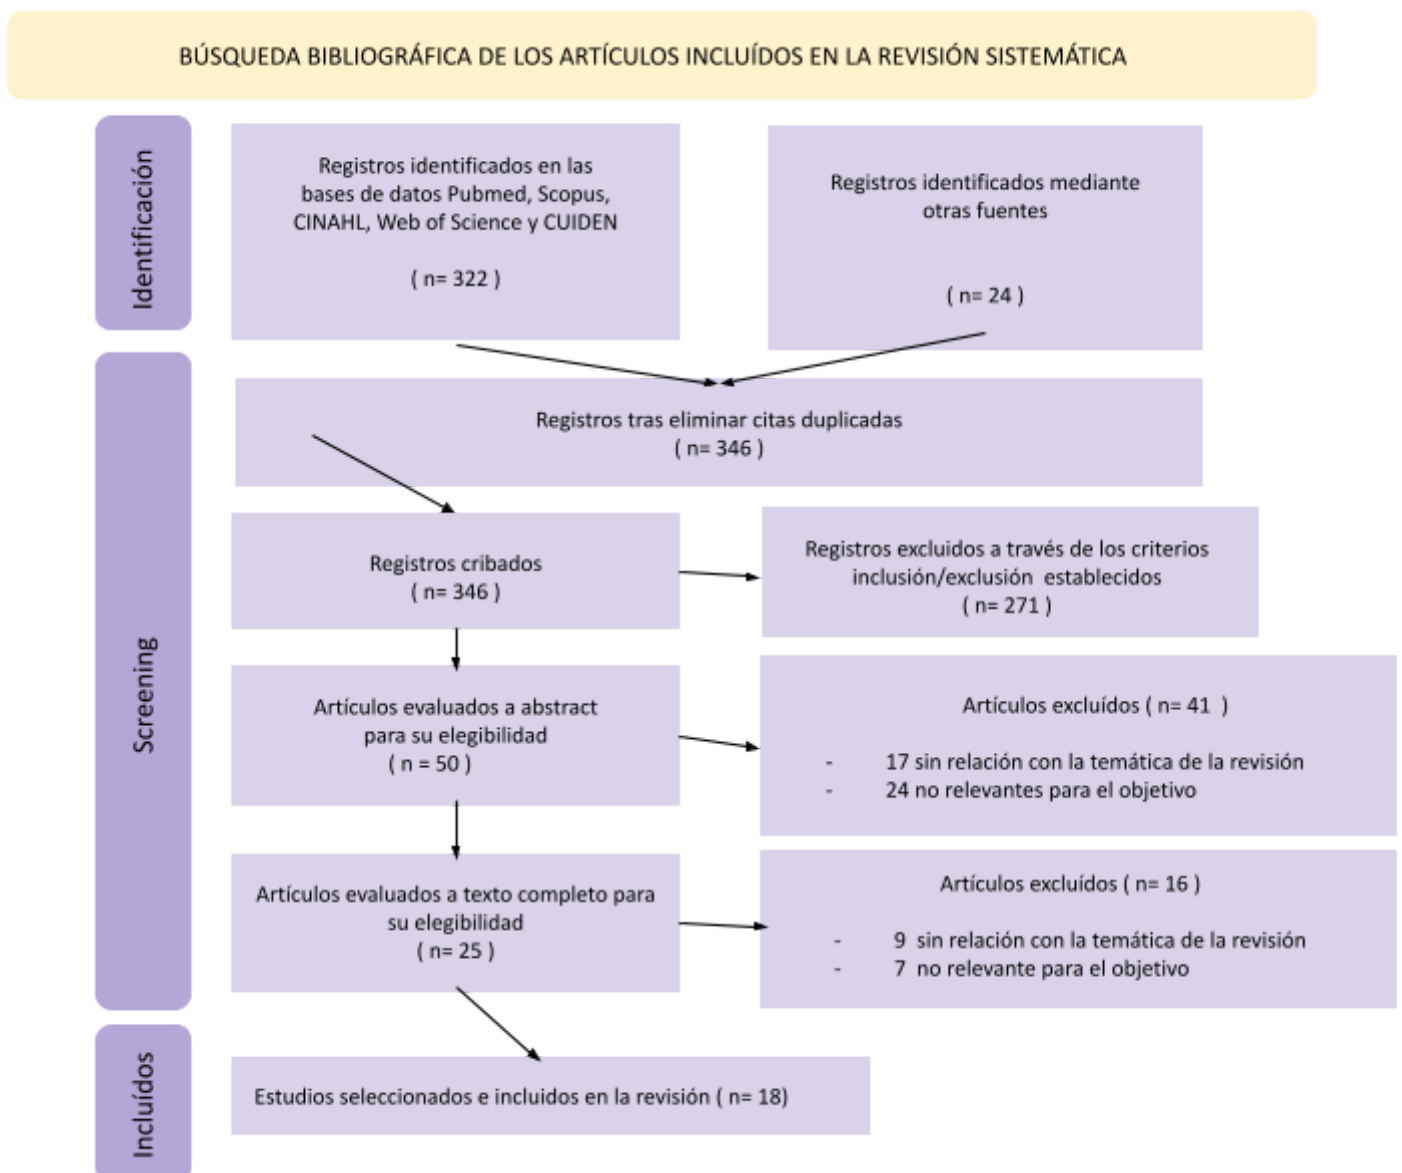 BÚSQUEDA BIBLIOGRÁFICA DE LOS ARTÍCULOS INCLUÍDOS EN LA REVISIÓN SISTEMÁTICA
Identificación
Registros identificados en las
bases de datos Pubmed, Scopus,
CINAHL, Web of Science y CUIDEN
( n= 322 )
Registros identificados mediante
otras fuentes
( n= 24 )
Screening
Registros tras eliminar citas duplicadas
( n= 346 )
Registros cribados
( n= 346 )
Registros excluidos a través de los criterios
inclusión/exclusión establecidos
( n= 271 )
Artículos evaluados a abstract
para su elegibilidad
( n = 50 )
Artículos excluídos ( n= 41 )
- 17 sin relación con la temática de la revisión
- 24 no relevantes para el objetivo
Artículos evaluados a texto completo para
su elegibilidad
( n= 25 )
Artículos excluídos ( n= 16 )
- 9 sin relación con la temática de la revisión
- 7 no relevante para el objetivo
Incluídos
Estudios seleccionados e incluidos en la revisión ( n= 18)